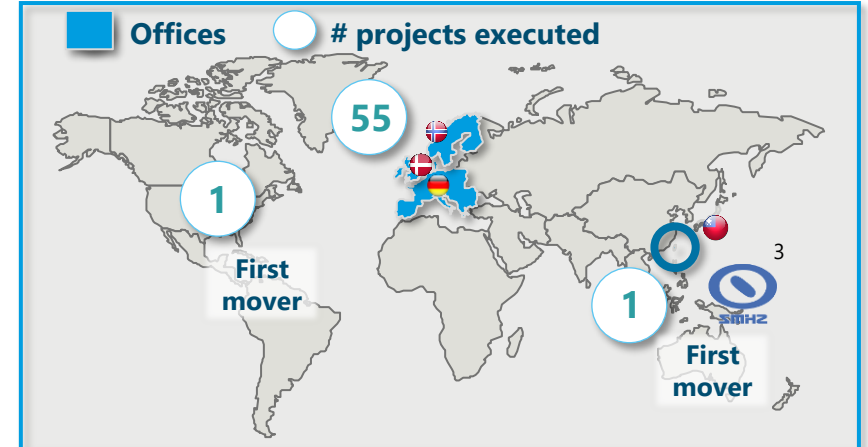 Offices
# projects executed
55
1
First
mover
3
SMHZ
1
First
mover